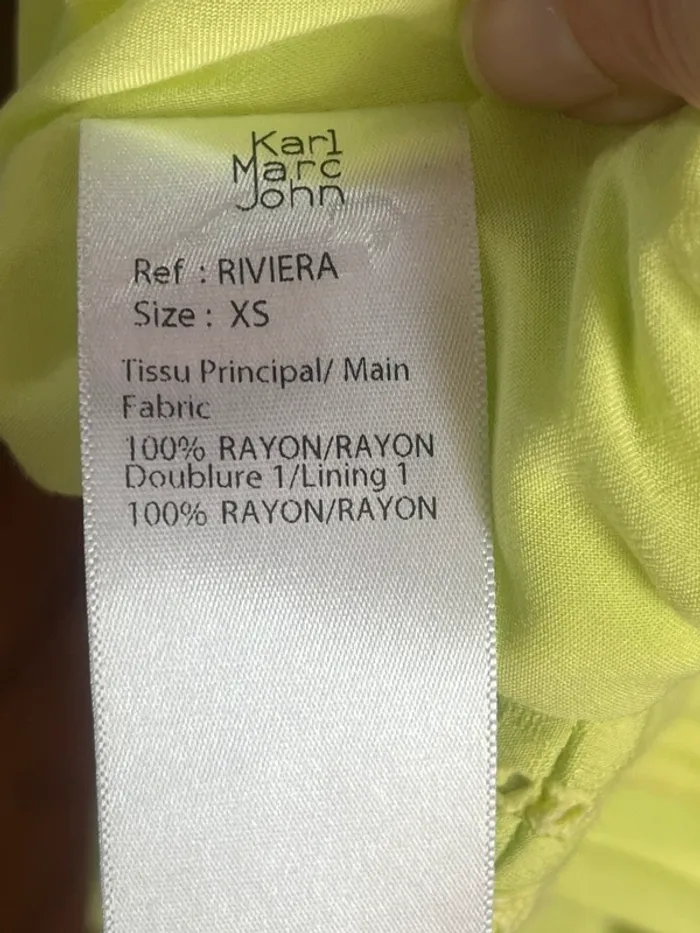 Karl
Marc
John
Ref : RIVIERA
Size : XS
Tissu Principal/ Main
Fabric
100% RAYON/RAYON
Doublure 1/Lining 1
100% RAYON/RAYON